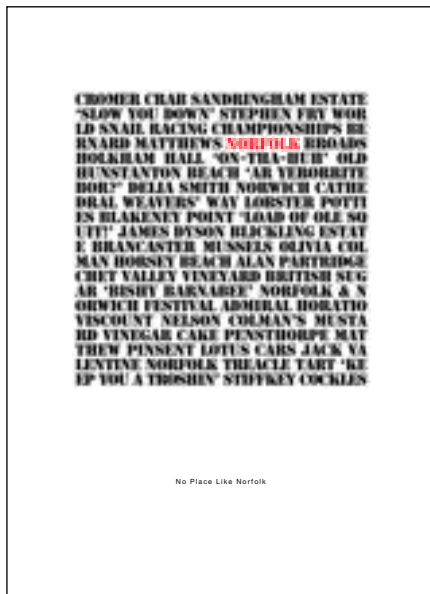 CROMER CRAB SANDRINGHAM ESTATE
'SLOW YOU DOWN' STEPHEN FRY WOR
LD SNAIL RACING CHAMPIONSHIPS BE
RNARD MATTHEWS NORFOLK BROADS
HOLKHAM HALL 'ON-THA-HUH' OLD
HUNSTANTON BEACH 'AR YERORRITE
BOR?' DELIA SMITH NORWICH CATHE
DRAL WEAVERS' WAY LOBSTER POTTI
ES BLAKENEY POINT 'LOAD OF OLE SQ
UIT!' JAMES DYSON BLICKLING ESTAT
E BRANCASTER MUSSELS OLIVIA COL
MAN HORSEY BEACH ALAN PARTRIDGE
CHET VALLEY VINEYARD BRITISH SUG
AR 'BISHY BARNABEE' NORFOLK & N
ORWICH FESTIVAL ADMIRAL HORATIO
VISCOUNT NELSON COLMAN'S MUSTA
RD VINEGAR CAKE PENSTHORPE MAT
THEW PINSENT LOTUS CARS JACK VA
LENTINE NORFOLK TREACLE TART 'KE
EP YOU A TROSHIN' STIFFKEY COCKLES
No Place Like Norfolk